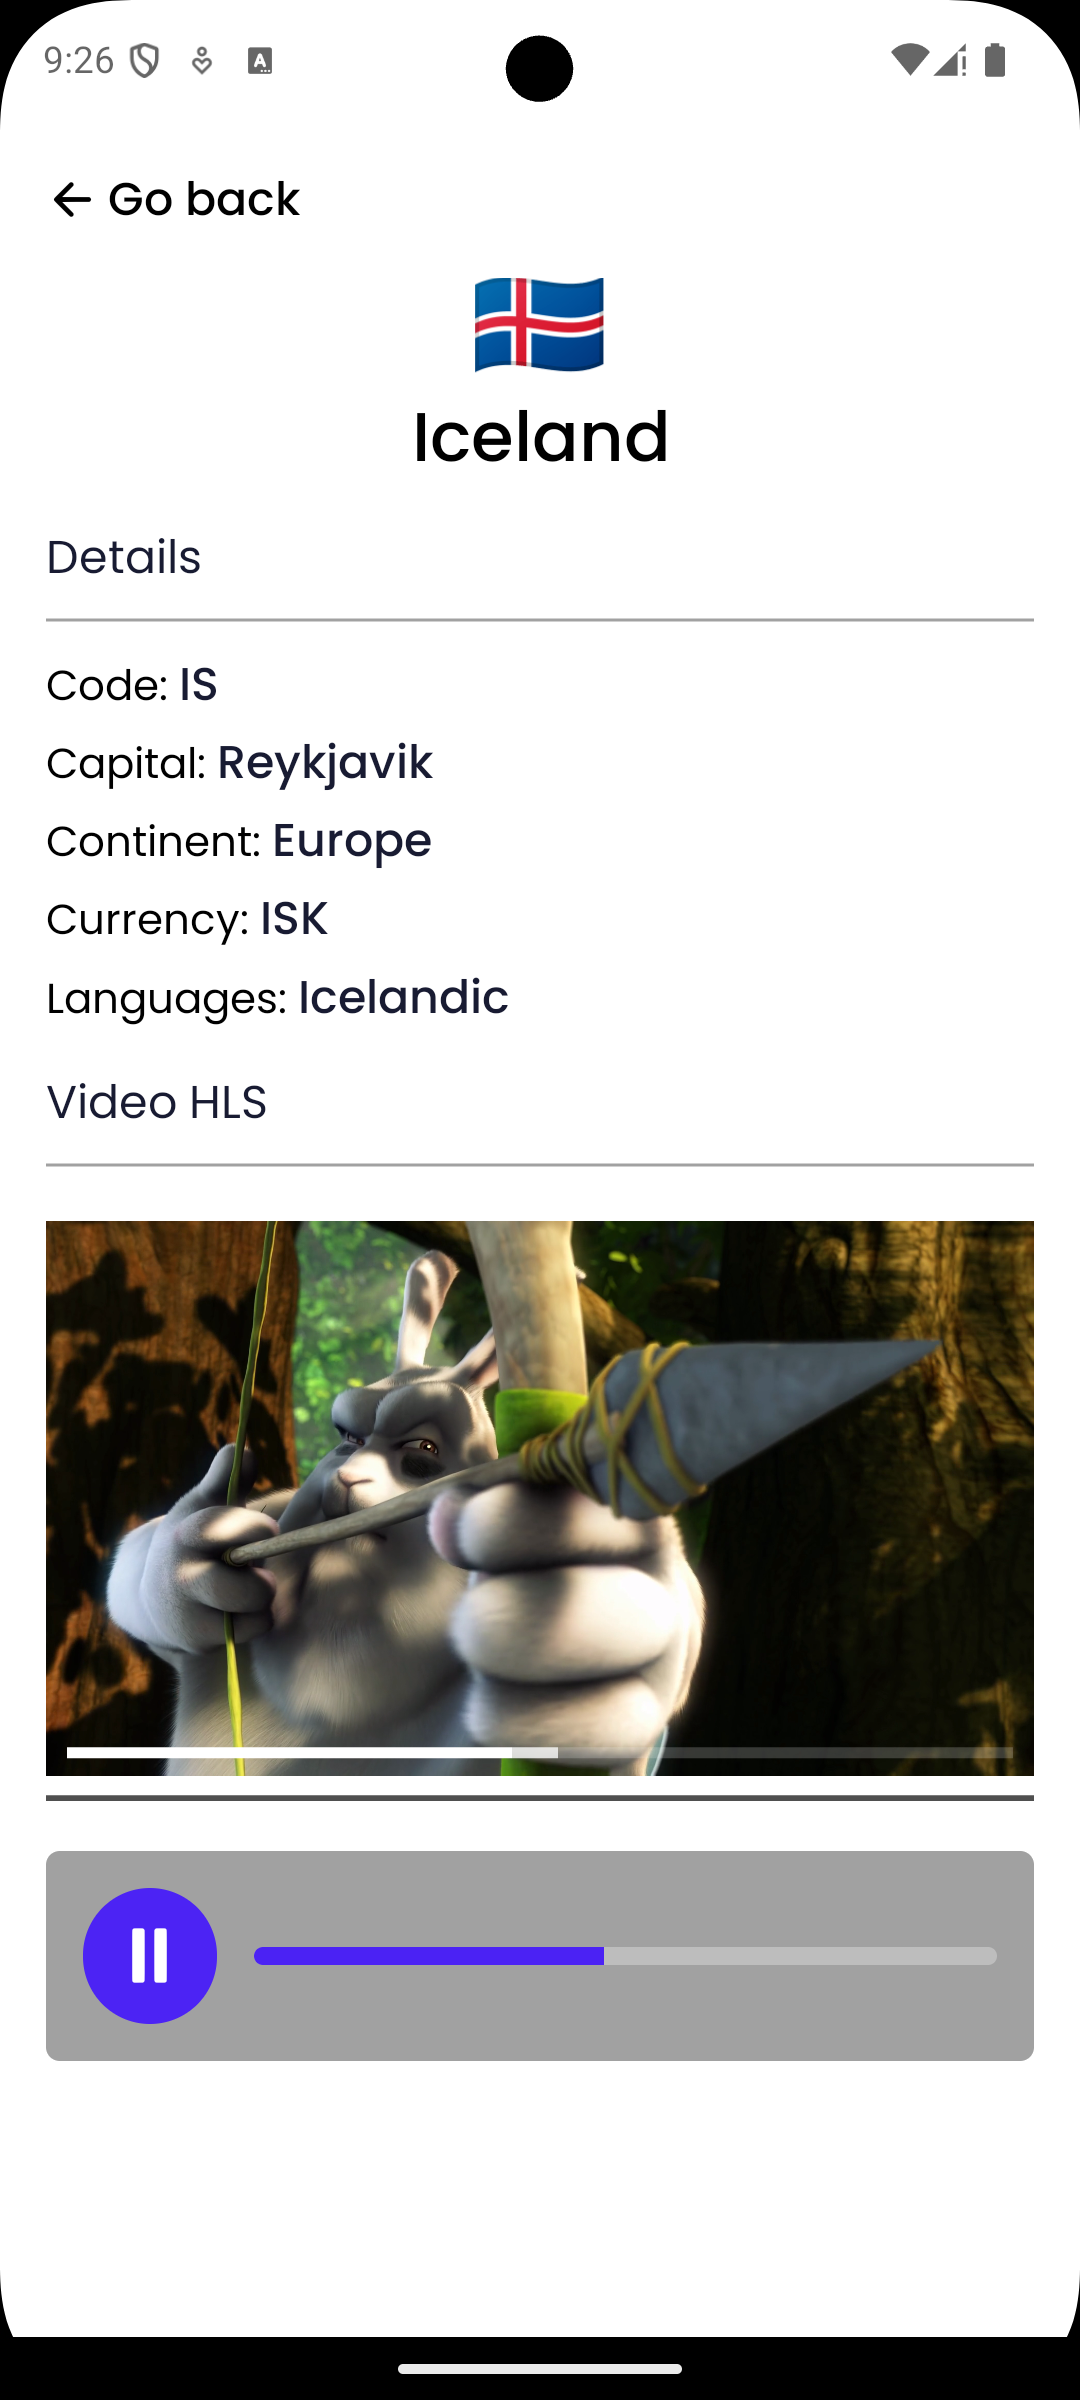 9:26
Go back
Iceland
Details
Code: IS
Capital: Reykjavik
Continent: Europe
Currency: ISK
Languages: Icelandic
Video HLS